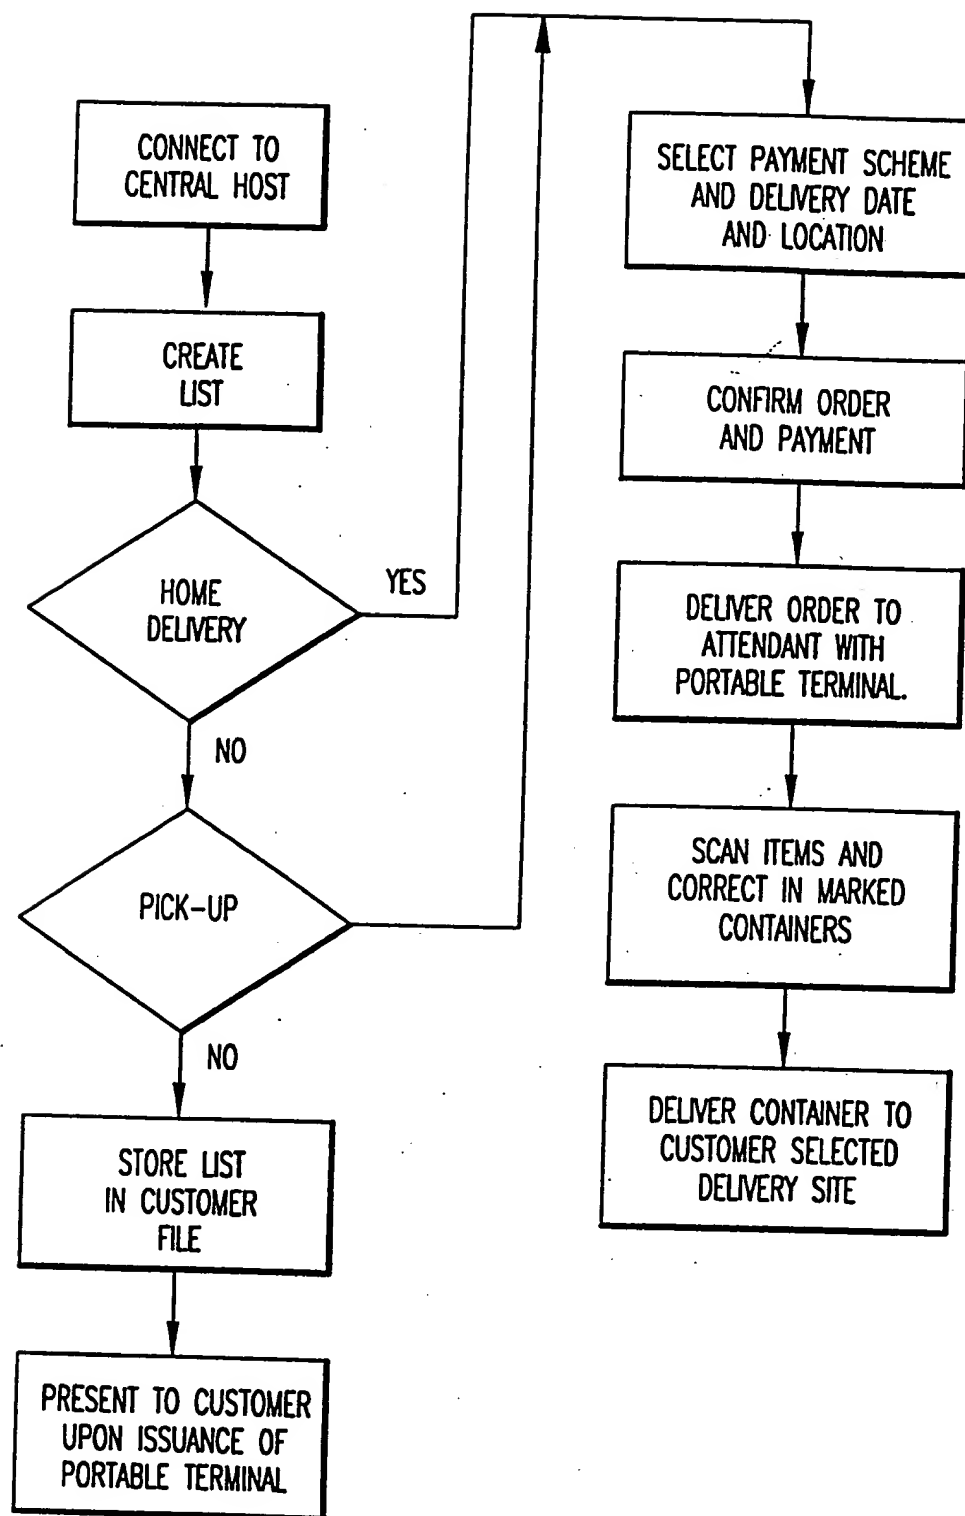 CONNECT TO
CENTRAL HOST
CREATE
LIST
HOME
DELIVERY
YES
NO
PICK-UP
NO
STORE LIST
IN CUSTOMER
FILE
PRESENT TO CUSTOMER
UPON ISSUANCE OF
PORTABLE TERMINAL
SELECT PAYMENT SCHEME
AND DELIVERY DATE
AND LOCATION
CONFIRM ORDER
AND PAYMENT
DELIVER ORDER TO
ATTENDANT WITH
PORTABLE TERMINAL.
SCAN ITEMS AND
CORRECT IN MARKED
CONTAINERS
DELIVER CONTAINER TO
CUSTOMER SELECTED
DELIVERY SITE